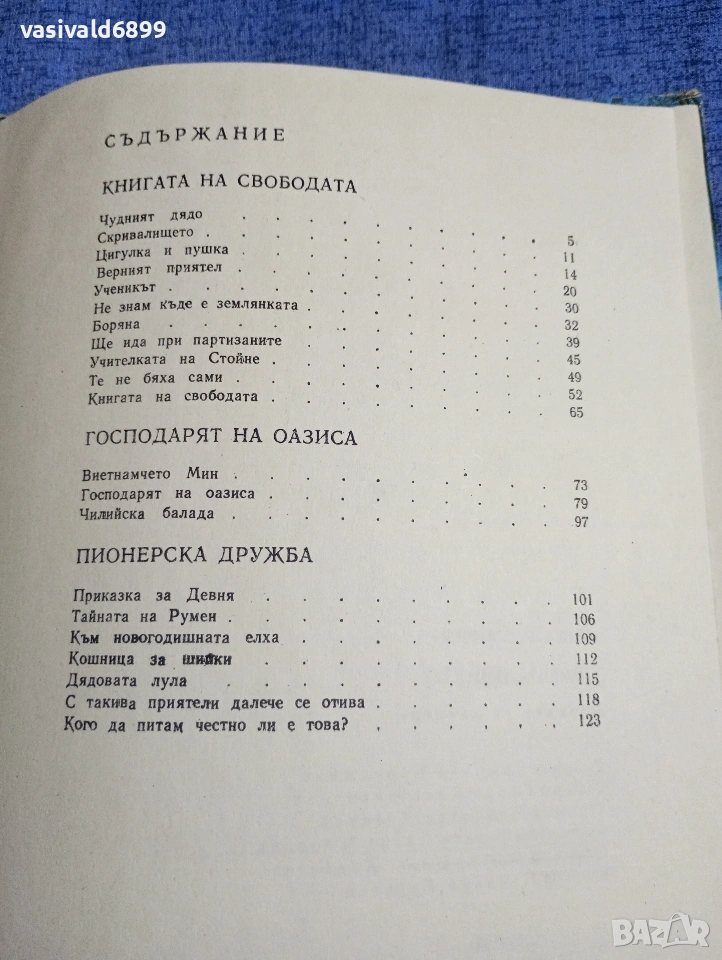 vasivald6899
СЪДЪРЖАНИЕ
КНИГАТА НА СВОБОДАТА
Чудният дядо . . . . . . . . . . 5
Скривалището . . . . . . . . . . 11
Цигулка и пушка . . . . . . . . . 14
Верният приятел . . . . . . . . . 20
Ученикът . . . . . . . . . . . 30
Не знам къде е землянката . . . . . . . 32
Боряна . . . . . . . . . . . 39
Ще ида при партизаните . . . . . . . 45
Учителката на Стойне . . . . . . . . 49
Те не бяха сами . . . . . . . . . 52
Книгата на свободата . . . . . . . . 65
ГОСПОДАРЯТ НА ОАЗИСА
Виетнамчето Мин . . . . . . . . . 73
Господарят на оазиса . . . . . . . . 79
Чилийска балада . . . . . . . . . 97
ПИОНЕРСКА ДРУЖБА
Приказка за Девня . . . . . . . . 101
Тайната на Румен . . . . . . . . . 106
Към новогодишната елха . . . . . . . 109
Кошница за шишки . . . . . . . . 112
Дядовата лула . . . . . . . . . 115
С такива приятели далече се отива . . . . . 118
Кого да питам честно ли е това? . . . . . 123
BAZAR